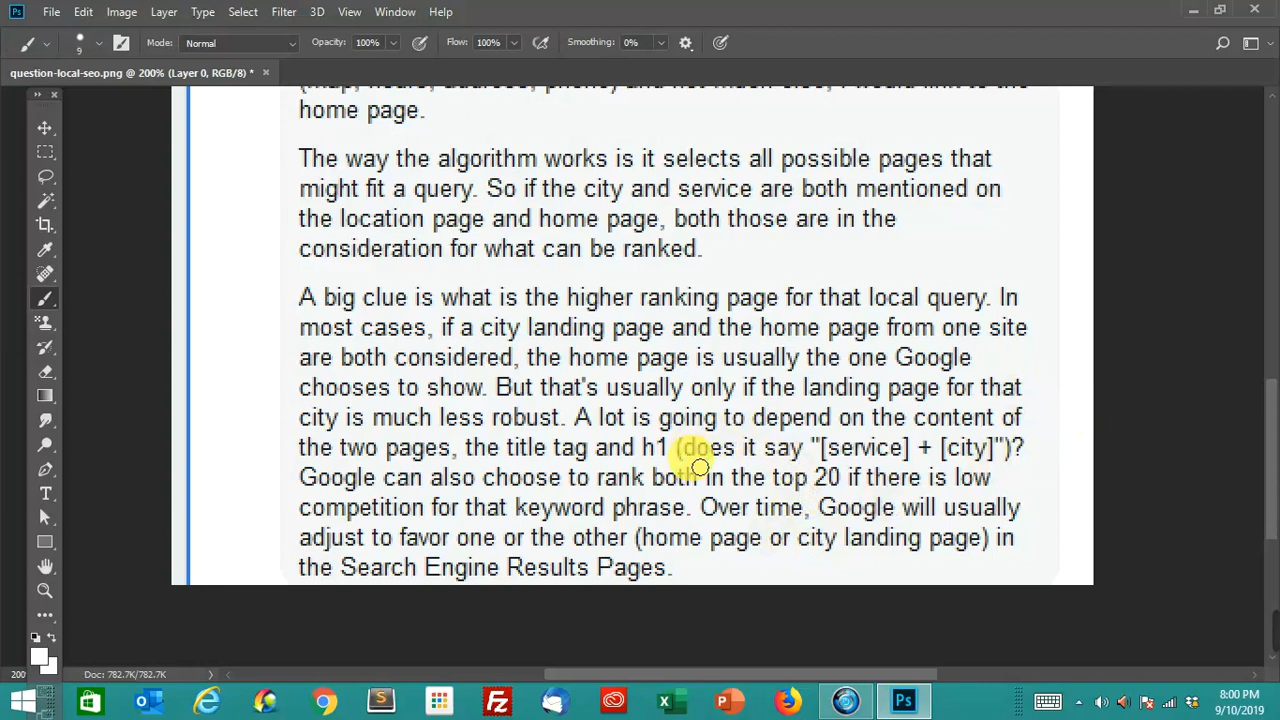 File Edit Image Layer Type Select Filter 3D View Window Help
9 Mode: Normal Opacity: 100% Flow: 100% Smoothing: 0%
question-local-seo.png @ 200% (Layer 0, RGB/8) * ×
home page.
The way the algorithm works is it selects all possible pages that
might fit a query. So if the city and service are both mentioned on
the location page and home page, both those are in the
consideration for what can be ranked.
A big clue is what is the higher ranking page for that local query. In
most cases, if a city landing page and the home page from one site
are both considered, the home page is usually the one Google
chooses to show. But that's usually only if the landing page for that
city is much less robust. A lot is going to depend on the content of
the two pages, the title tag and h1 (does it say "[service] + [city]")?
Google can also choose to rank both in the top 20 if there is low
competition for that keyword phrase. Over time, Google will usually
adjust to favor one or the other (home page or city landing page) in
the Search Engine Results Pages.
200 Doc: 782.7K/782.7K
8:00 PM
9/10/2019